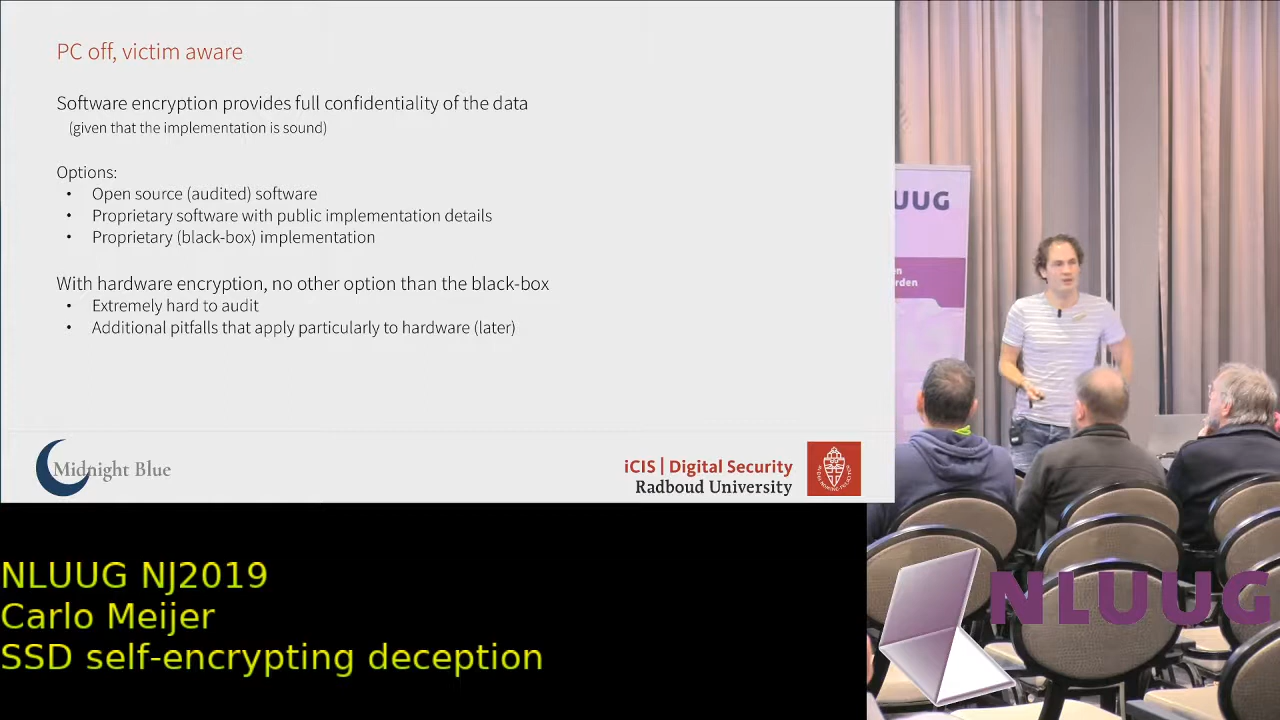 PC off, victim aware
Software encryption provides full confidentiality of the data
(given that the implementation is sound)
Options:
• Open source (audited) software
• Proprietary software with public implementation details
• Proprietary (black-box) implementation
With hardware encryption, no other option than the black-box
• Extremely hard to audit
• Additional pitfalls that apply particularly to hardware (later)
Midnight Blue
iCIS | Digital Security
Radboud University
UUG
en
rden
NLUUG NJ2019
Carlo Meijer
SSD self-encrypting deception
NLUUG